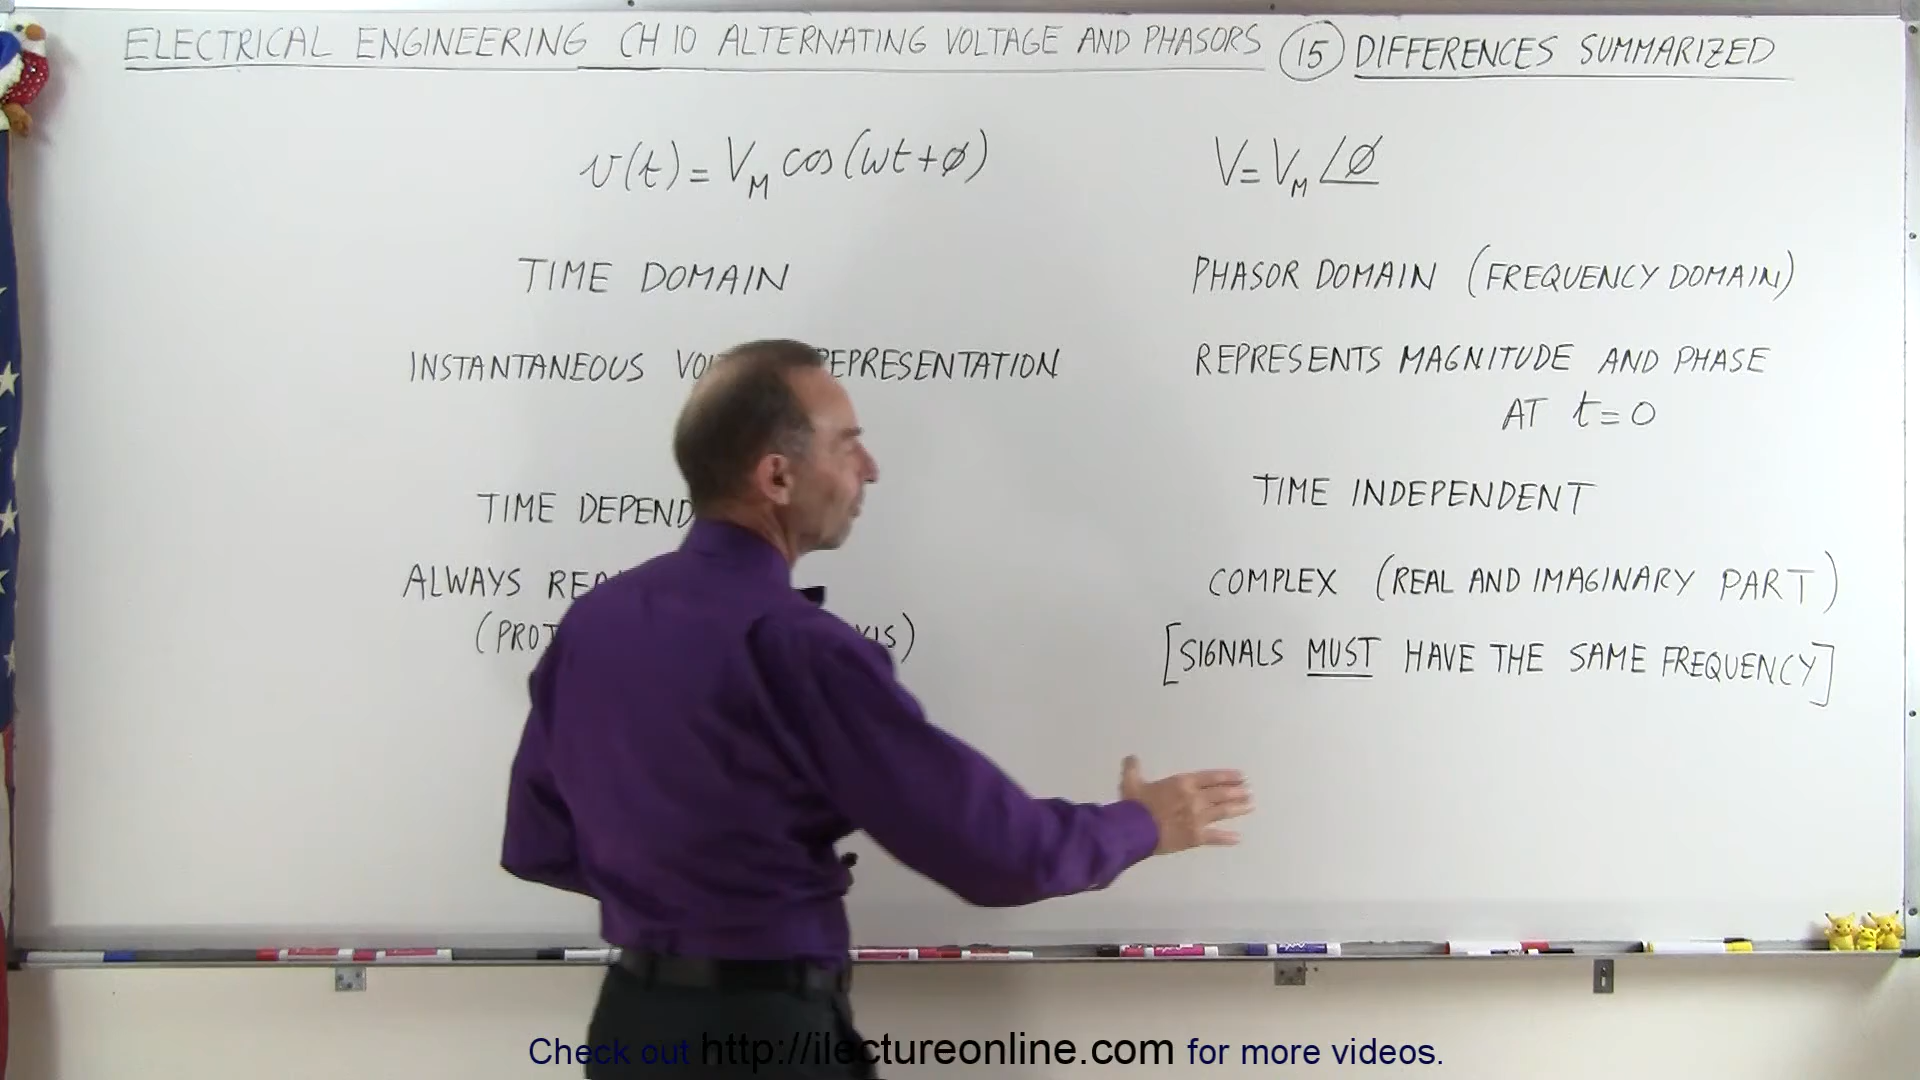 ELECTRICAL ENGINEERING CH 10 ALTERNATING VOLTAGE AND PHASORS 15 DIFFERENCES SUMMARIZED
v(t) = V_M cos(ωt+ø)
V = V_M ∠ø
TIME DOMAIN
PHASOR DOMAIN (FREQUENCY DOMAIN)
INSTANTANEOUS REPRESENTATION
REPRESENTS MAGNITUDE AND PHASE
AT t=0
TIME
TIME INDEPENDENT
ALWAYS
COMPLEX (REAL AND IMAGINARY PART)
[SIGNALS MUST HAVE THE SAME FREQUENCY]
Check out http://ilectureonline.com for more videos.